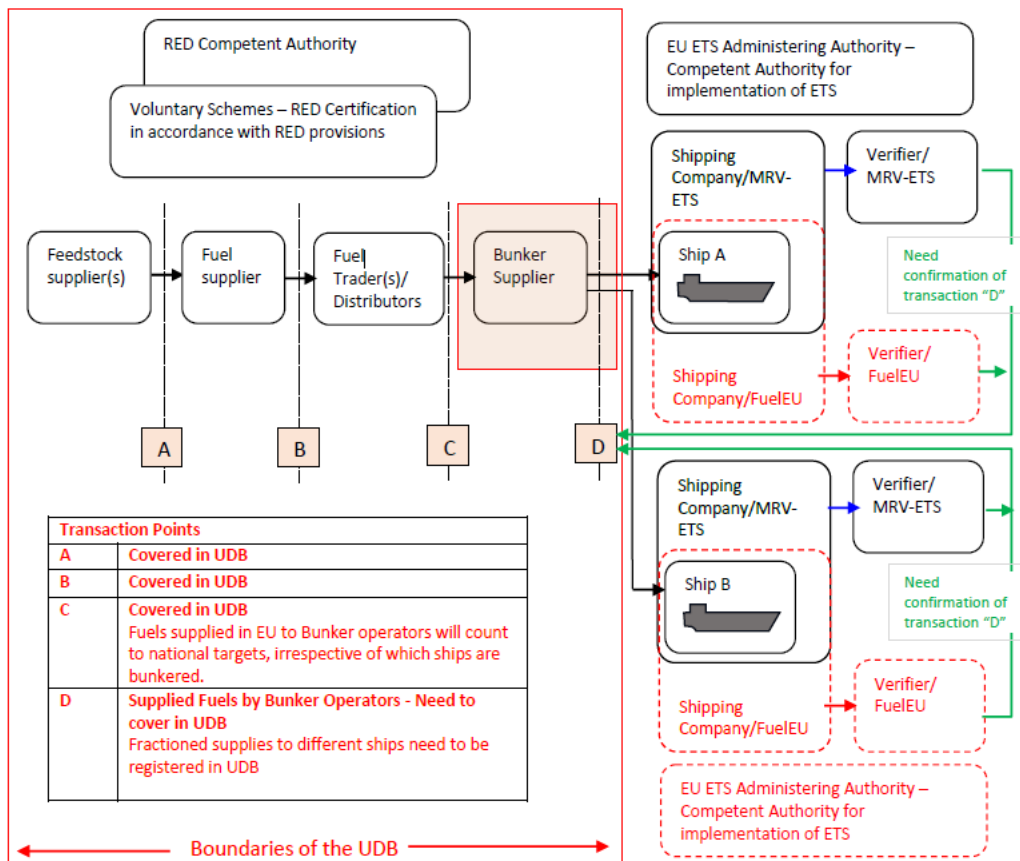 RED Competent Authority
Voluntary Schemes – RED Certification
in accordance with RED provisions
EU ETS Administering Authority –
Competent Authority for
implementation of ETS
Feedstock
supplier(s)
Fuel
supplier
Fuel
Trader(s)/
Distributors
Bunker
Supplier
Shipping
Company/MRV-
ETS
Ship A
Shipping
Company/FuelEU
Verifier/
MRV-ETS
Need
confirmation of
transaction “D”
Verifier/
FuelEU
A
B
C
D
Shipping
Company/MRV-
ETS
Ship B
Shipping
Company/FuelEU
Verifier/
MRV-ETS
Need
confirmation of
transaction “D”
Verifier/
FuelEU
EU ETS Administering Authority –
Competent Authority for
implementation of ETS
Transaction Points
A Covered in UDB
B Covered in UDB
C Covered in UDB
Fuels supplied in EU to Bunker operators will count
to national targets, irrespective of which ships are
bunkered.
D Supplied Fuels by Bunker Operators - Need to
cover in UDB
Fractioned supplies to different ships need to be
registered in UDB
Boundaries of the UDB